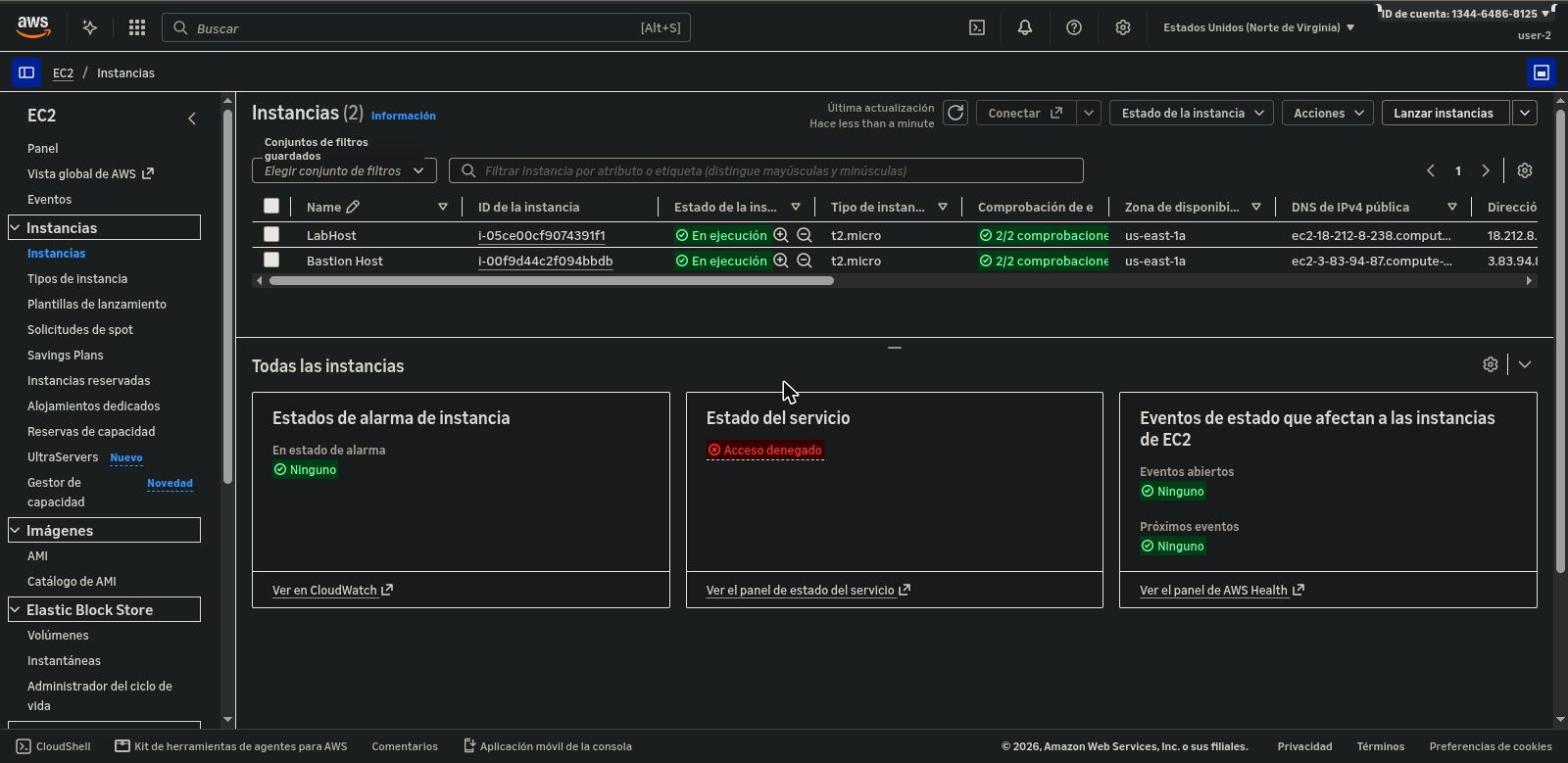 aws
Buscar
[Alt+S]
Estados Unidos (Norte de Virginia)
ID de cuenta: 1344-6486-8125
user-2
EC2 / Instancias
EC2
Panel
Vista global de AWS
Eventos
Instancias
Instancias
Tipos de instancia
Plantillas de lanzamiento
Solicitudes de spot
Savings Plans
Instancias reservadas
Alojamientos dedicados
Reservas de capacidad
UltraServers Nuevo
Gestor de capacidad Novedad
Imágenes
AMI
Catálogo de AMI
Elastic Block Store
Volúmenes
Instantáneas
Administrador del ciclo de
vida
Instancias (2) Información
Última actualización
Hace less than a minute
Conectar
Estado de la instancia
Acciones
Lanzar instancias
Conjuntos de filtros
guardados
Elegir conjunto de filtros
Filtrar Instancia por atributo o etiqueta (distingue mayúsculas y minúsculas)
1
Name ID de la instancia Estado de la ins... Tipo de instan... Comprobación de e Zona de disponibi... DNS de IPv4 pública Direcció
LabHost i-05ce00cf9074391f1 En ejecución t2.micro 2/2 comprobacione us-east-1a ec2-18-212-8-238.comput... 18.212.8.
Bastion Host i-00f9d44c2f094bbdb En ejecución t2.micro 2/2 comprobacione us-east-1a ec2-3-83-94-87.compute-... 3.83.94.
Todas las instancias
Estados de alarma de instancia
En estado de alarma
Ninguno
Ver en CloudWatch
Estado del servicio
Acceso denegado
Ver el panel de estado del servicio
Eventos de estado que afectan a las instancias
de EC2
Eventos abiertos
Ninguno
Próximos eventos
Ninguno
Ver el panel de AWS Health
CloudShell
Kit de herramientas de agentes para AWS
Comentarios
Aplicación móvil de la consola
© 2026, Amazon Web Services, Inc. o sus filiales.
Privacidad
Términos
Preferencias de cookies